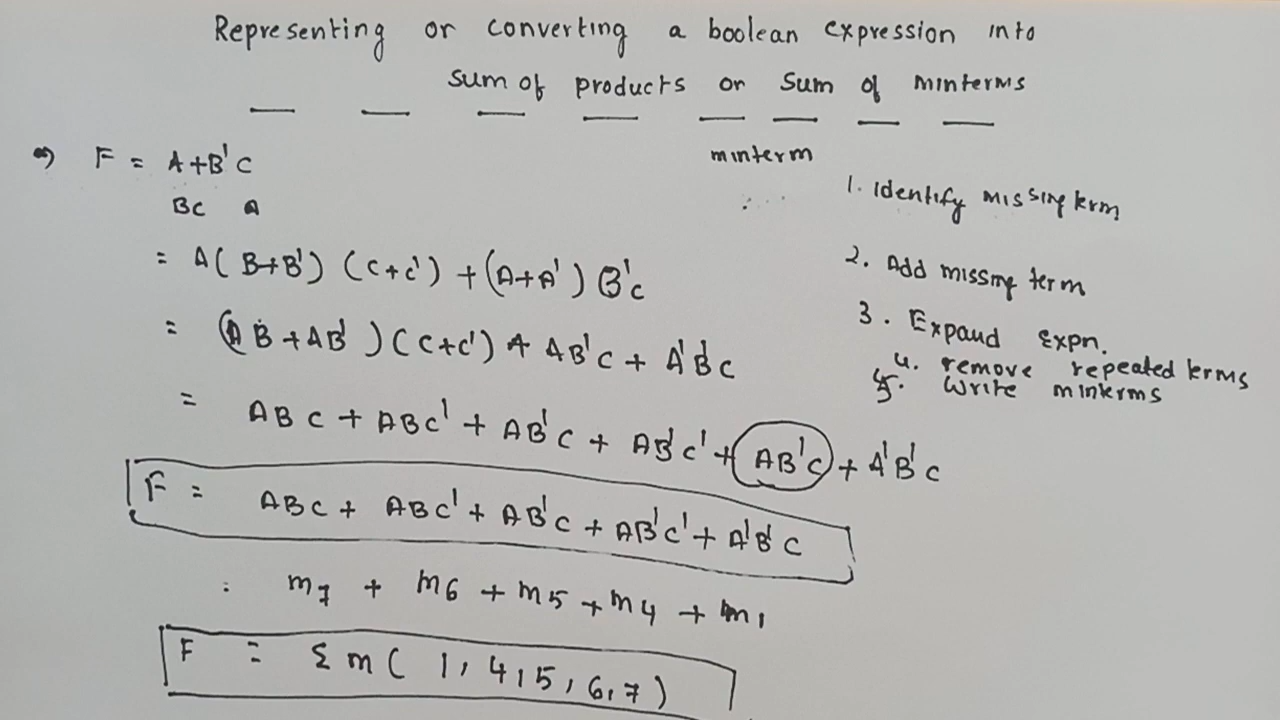 Representing or converting a boolean expression into
sum of products or sum of minterms
minterm
⇒ F = A+B'C
BC A
= A(B+B') (C+C') + (A+A') B'C
= (AB+AB') (C+C') + AB'C + A'B'C
= ABC + ABC' + AB'C + AB'C' + AB'C + A'B'C
F = ABC + ABC' + AB'C + AB'C' + A'B'C
: m7 + m6 + m5 + m4 + m1
F = Σm( 1, 4, 5, 6, 7)
1. Identify missing term
2. Add missing term
3. Expand expn.
4. remove repeated terms
5. Write minterms